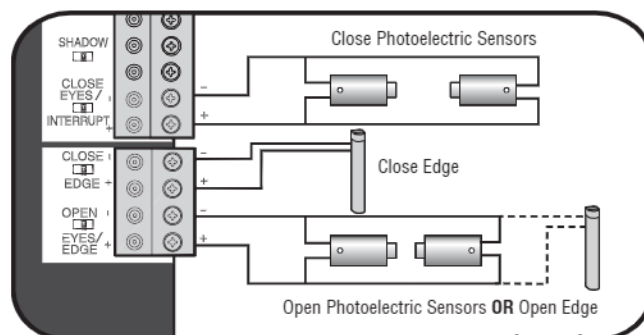 SHADOW
Close Photoelectric Sensors
CLOSE
EYES/ -
INTERRUPT +
-
+
CLOSE -
EDGE +
-
+
Close Edge
OPEN -
EYES/
EDGE +
-
+
Open Photoelectric Sensors OR Open Edge